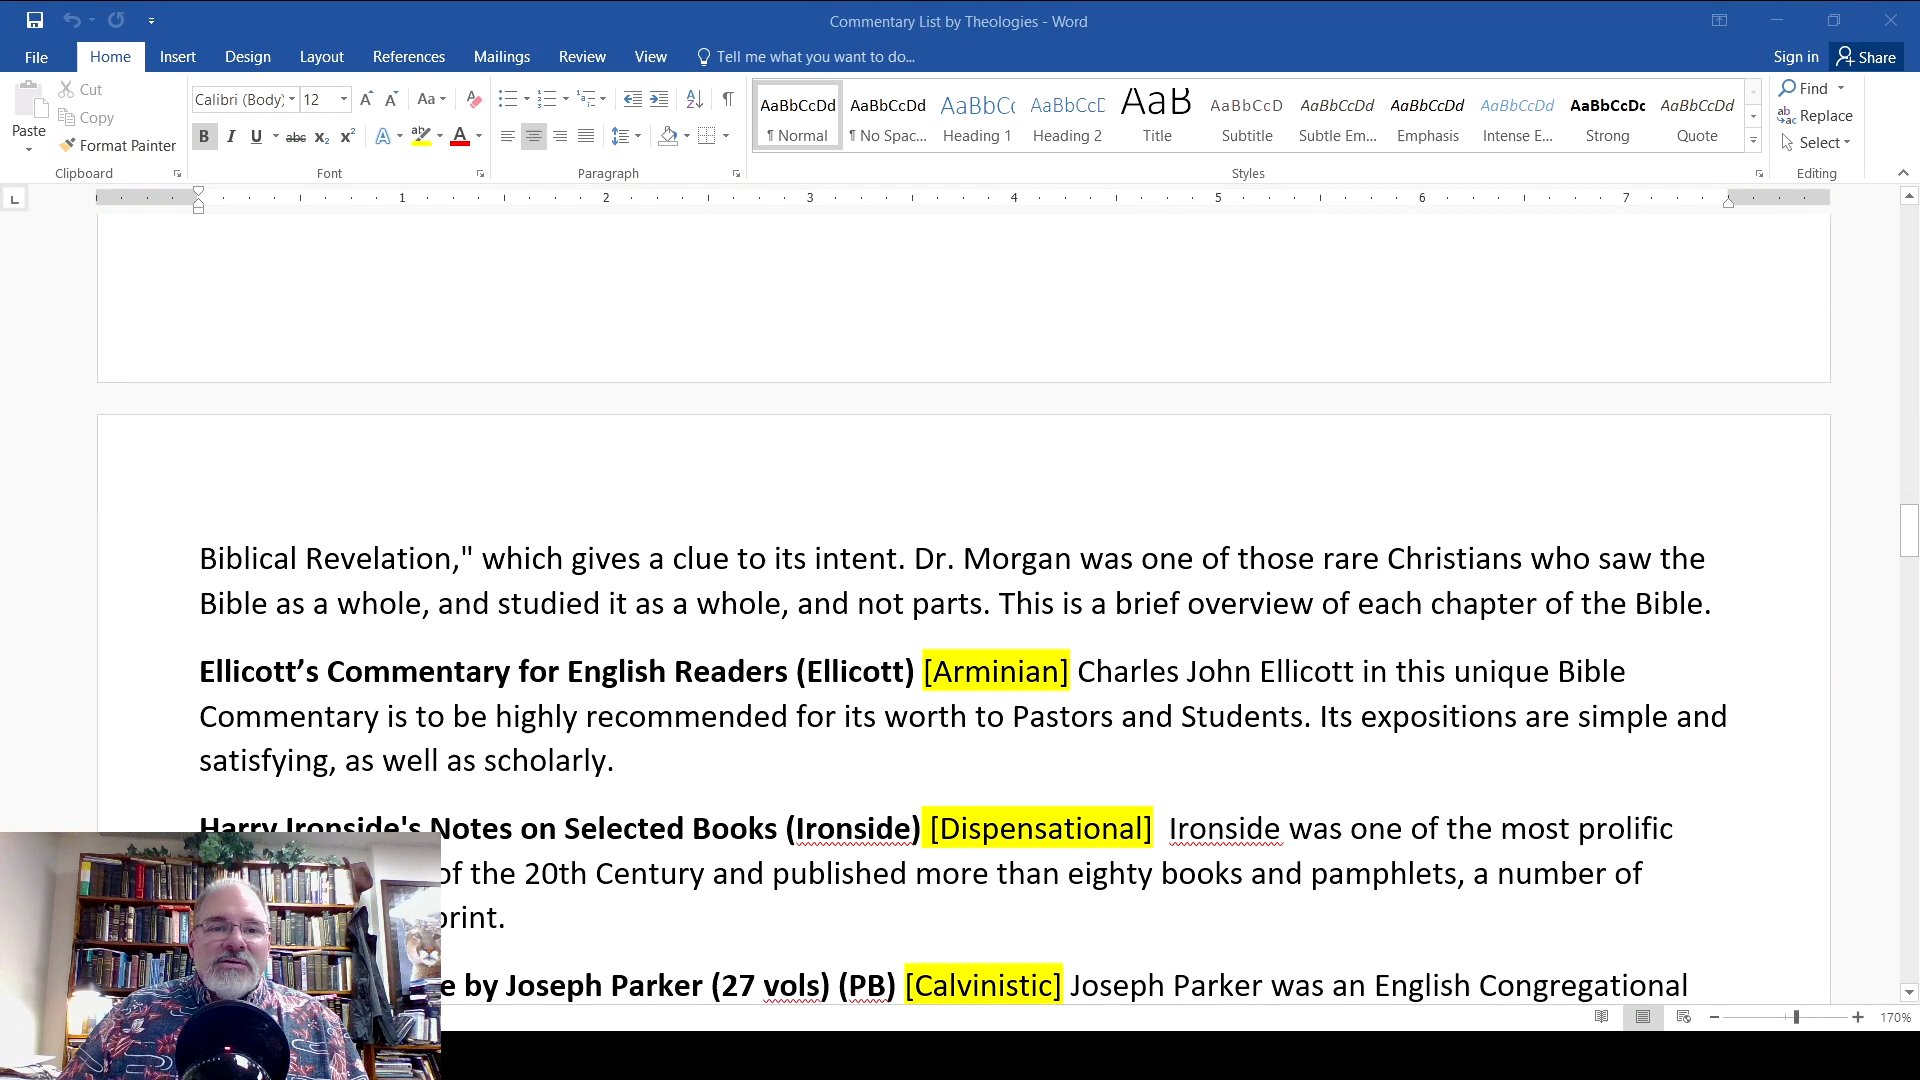 Commentary List by Theologies - Word
File Home Insert Design Layout References Mailings Review View Tell me what you want to do... Sign in Share
Paste Cut Copy Format Painter
Calibri (Body) 12
AaBbCcDd AaBbCcDd AaBbCc AaBbCcD AaB AaBbCcD AaBbCcDd AaBbCcDd AaBbCcDd AaBbCcDc AaBbCcDd
¶ Normal ¶ No Spac... Heading 1 Heading 2 Title Subtitle Subtle Em... Emphasis Intense E... Strong Quote
Find Replace Select
Clipboard Font Paragraph Styles Editing
1 2 3 4 5 6 7
Biblical Revelation," which gives a clue to its intent. Dr. Morgan was one of those rare Christians who saw the
Bible as a whole, and studied it as a whole, and not parts. This is a brief overview of each chapter of the Bible.
Ellicott’s Commentary for English Readers (Ellicott) [Arminian] Charles John Ellicott in this unique Bible
Commentary is to be highly recommended for its worth to Pastors and Students. Its expositions are simple and
satisfying, as well as scholarly.
Harry Ironside's Notes on Selected Books (Ironside) [Dispensational] Ironside was one of the most prolific
of the 20th Century and published more than eighty books and pamphlets, a number of
print.
e by Joseph Parker (27 vols) (PB) [Calvinistic] Joseph Parker was an English Congregational
170%